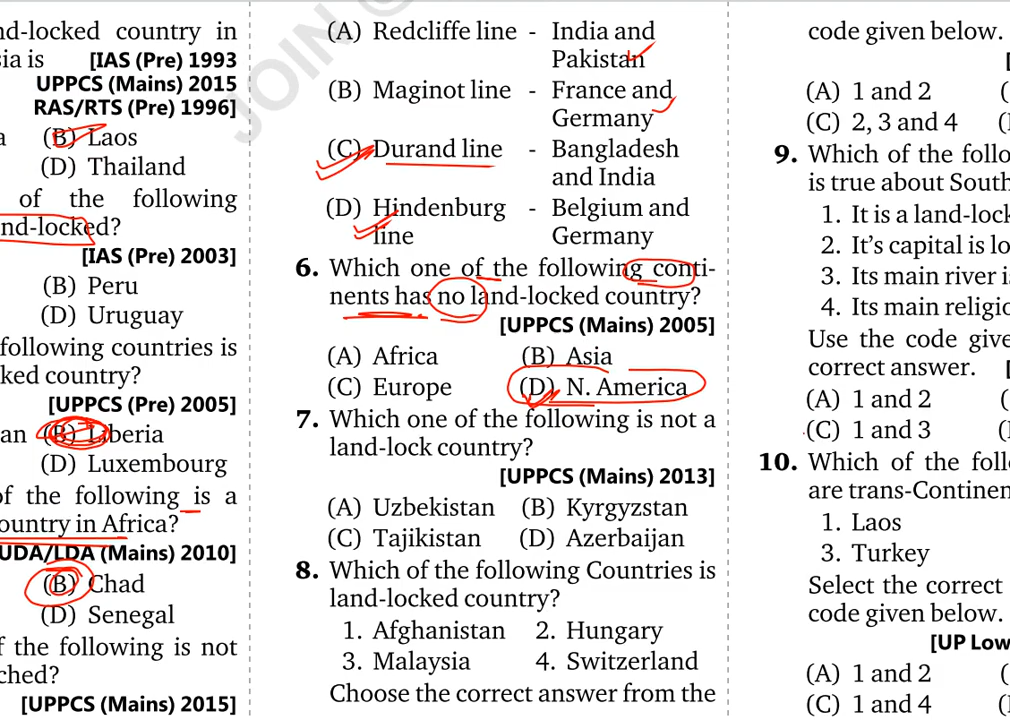 nd-locked country in
sia is [IAS (Pre) 1993
UPPCS (Mains) 2015
RAS/RTS (Pre) 1996]
a (B) Laos
(D) Thailand
of the following
nd-locked?
[IAS (Pre) 2003]
(B) Peru
(D) Uruguay
following countries is
ked country?
[UPPCS (Pre) 2005]
an (B) Liberia
(D) Luxembourg
of the following is a
ountry in Africa?
UDA/LDA (Mains) 2010]
(B) Chad
(D) Senegal
f the following is not
ched?
[UPPCS (Mains) 2015]
JOIN @
(A) Redcliffe line - India and
Pakistan
(B) Maginot line - France and
Germany
(C) Durand line - Bangladesh
and India
(D) Hindenburg - Belgium and
line Germany
6. Which one of the following conti-
nents has no land-locked country?
[UPPCS (Mains) 2005]
(A) Africa (B) Asia
(C) Europe (D) N. America
7. Which one of the following is not a
land-lock country?
[UPPCS (Mains) 2013]
(A) Uzbekistan (B) Kyrgyzstan
(C) Tajikistan (D) Azerbaijan
8. Which of the following Countries is
land-locked country?
1. Afghanistan 2. Hungary
3. Malaysia 4. Switzerland
Choose the correct answer from the
code given below.
[
(A) 1 and 2 (
(C) 2, 3 and 4 (
9. Which of the follo
is true about South
1. It is a land-lock
2. It’s capital is lo
3. Its main river is
4. Its main religio
Use the code give
correct answer. [
(A) 1 and 2 (
(C) 1 and 3 (
10. Which of the follo
are trans-Continen
1. Laos
3. Turkey
Select the correct
code given below.
[UP Low
(A) 1 and 2 (
(C) 1 and 4 (